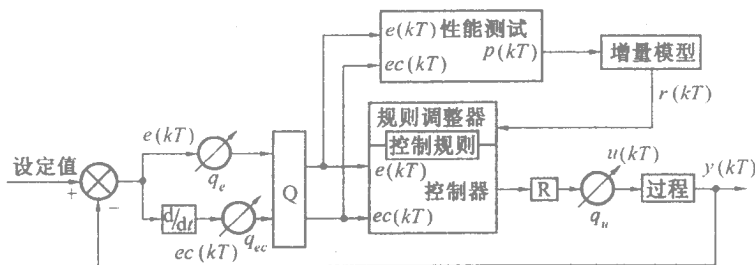 e(kT) 性能测试
p(kT)
ec(kT)
增量模型
r(kT)
规则调整器
控制规则
e(kT)
控制器
ec(kT)
设定值
+
−
e(kT)
q_e
d/dt
ec(kT)
q_ec
Q
R
u(kT)
q_u
过程
y(kT)